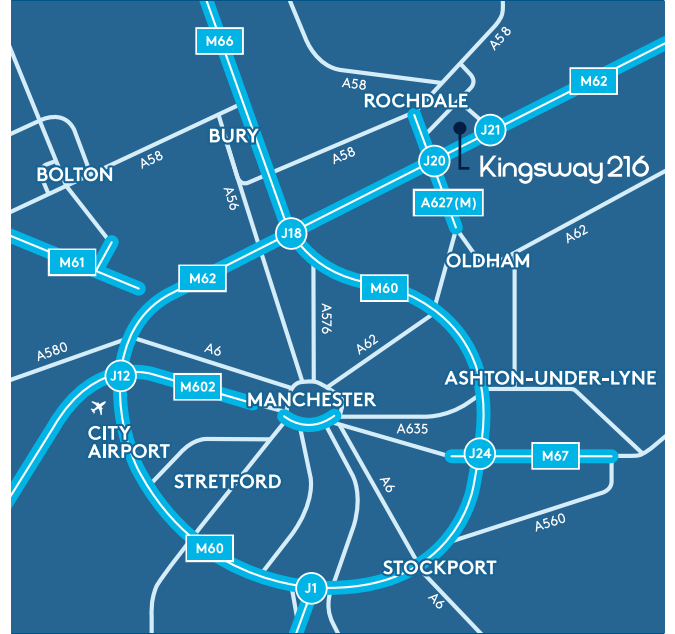 M66
A58
M62
A58
ROCHDALE
J21
BURY
A58
J20
A58
Kingsway 216
BOLTON
A56
A627(M)
J18
A62
M61
OLDHAM
M62
M60
A576
A62
A580
A6
J12
M602
MANCHESTER
ASHTON-UNDER-LYNE
CITY
AIRPORT
A635
J24
M67
STRETFORD
A6
A560
M60
STOCKPORT
J1
A6